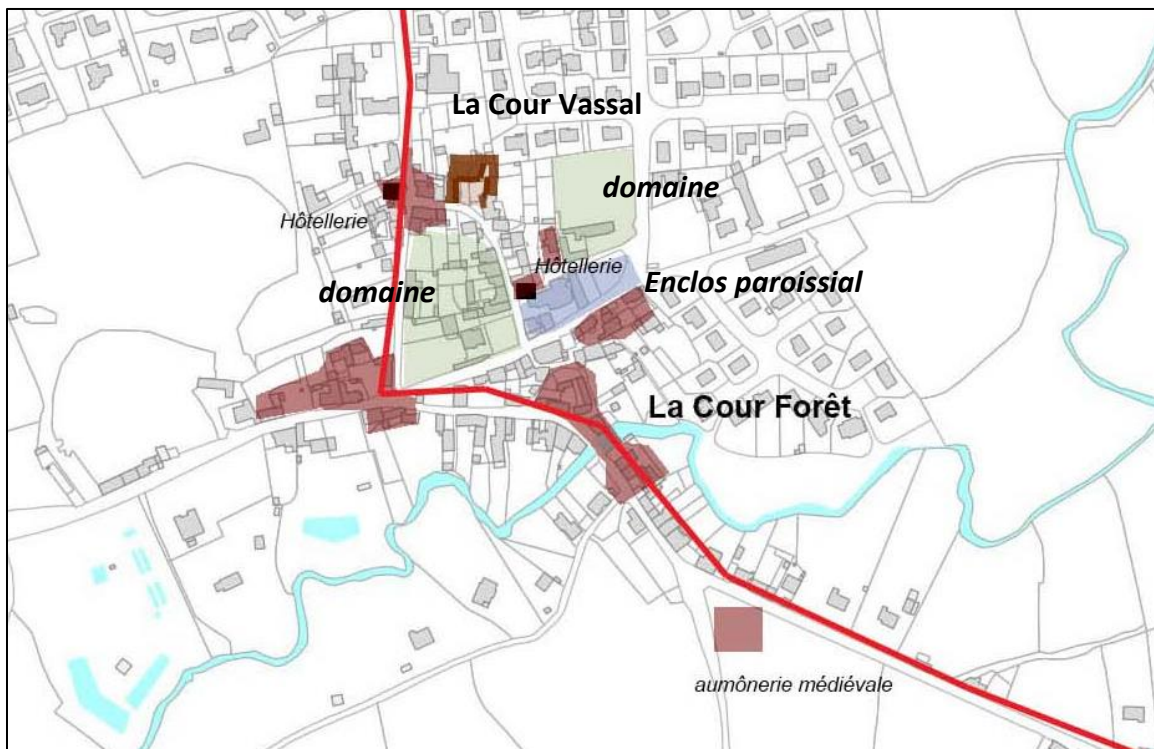 La Cour Vassal
domaine
Hôtellerie
Hôtellerie
domaine
Enclos paroissial
La Cour Forêt
aumônerie médiévale